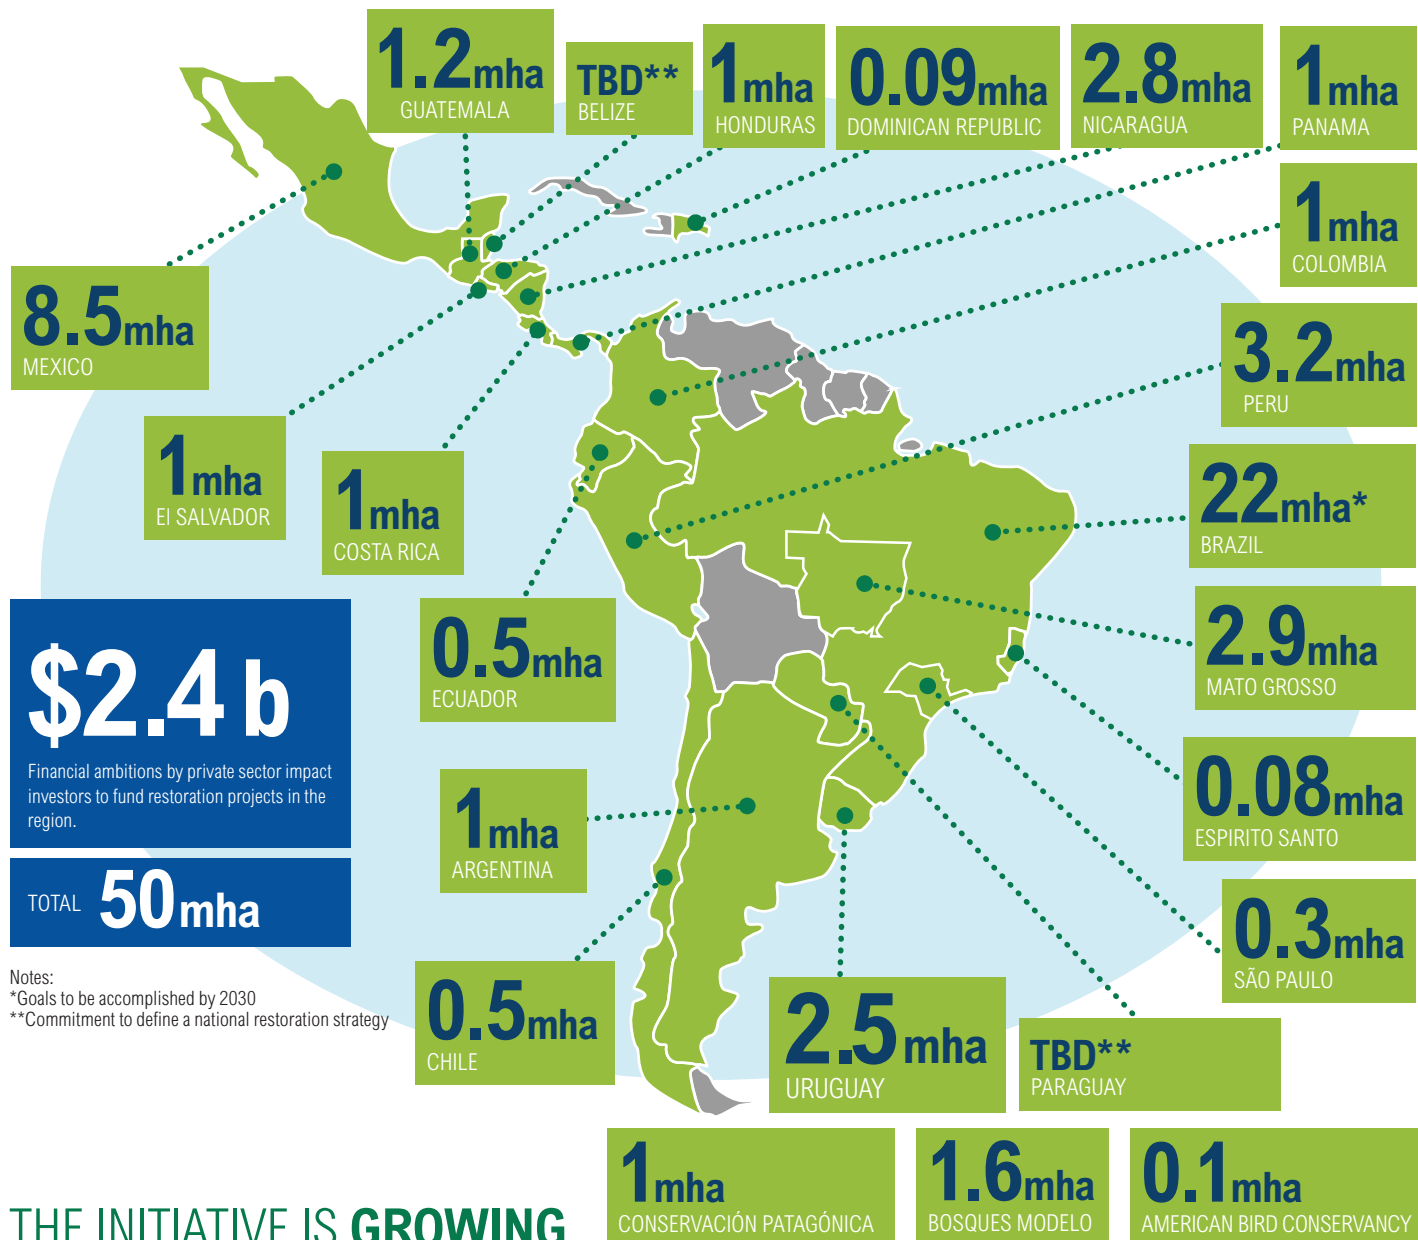 1.2mha
GUATEMALA
TBD**
BELIZE
1mha
HONDURAS
0.09mha
DOMINICAN REPUBLIC
2.8mha
NICARAGUA
1mha
PANAMA
1mha
COLOMBIA
8.5mha
MEXICO
3.2mha
PERU
1mha
El SALVADOR
1mha
COSTA RICA
22mha*
BRAZIL
0.5mha
ECUADOR
2.9mha
MATO GROSSO
$2.4 b
Financial ambitions by private sector impact
investors to fund restoration projects in the
region.
1mha
ARGENTINA
0.08mha
ESPIRITO SANTO
TOTAL 50mha
0.3mha
SÃO PAULO
Notes:
*Goals to be accomplished by 2030
**Commitment to define a national restoration strategy
0.5mha
CHILE
2.5mha
URUGUAY
TBD**
PARAGUAY
1mha
CONSERVACIÓN PATAGÓNICA
1.6mha
BOSQUES MODELO
0.1mha
AMERICAN BIRD CONSERVANCY
THE INITIATIVE IS GROWING